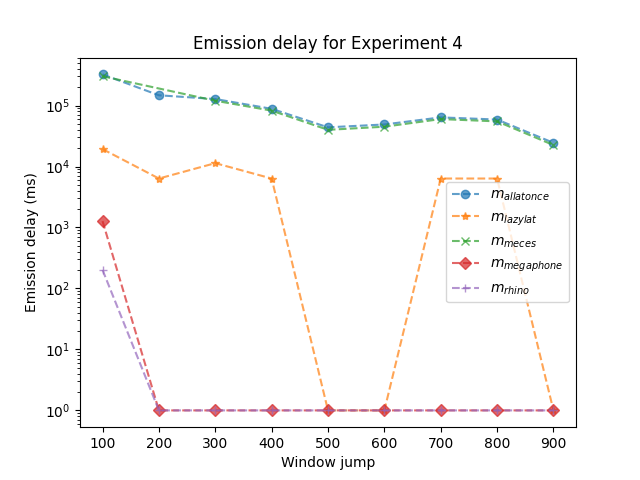 Emission delay for Experiment 4
Emission delay (ms)
10^5
10^4
10^3
10^2
10^1
10^0
m_allatonce
m_lazylat
m_meces
m_megaphone
m_rhino
100 200 300 400 500 600 700 800 900
Window jump